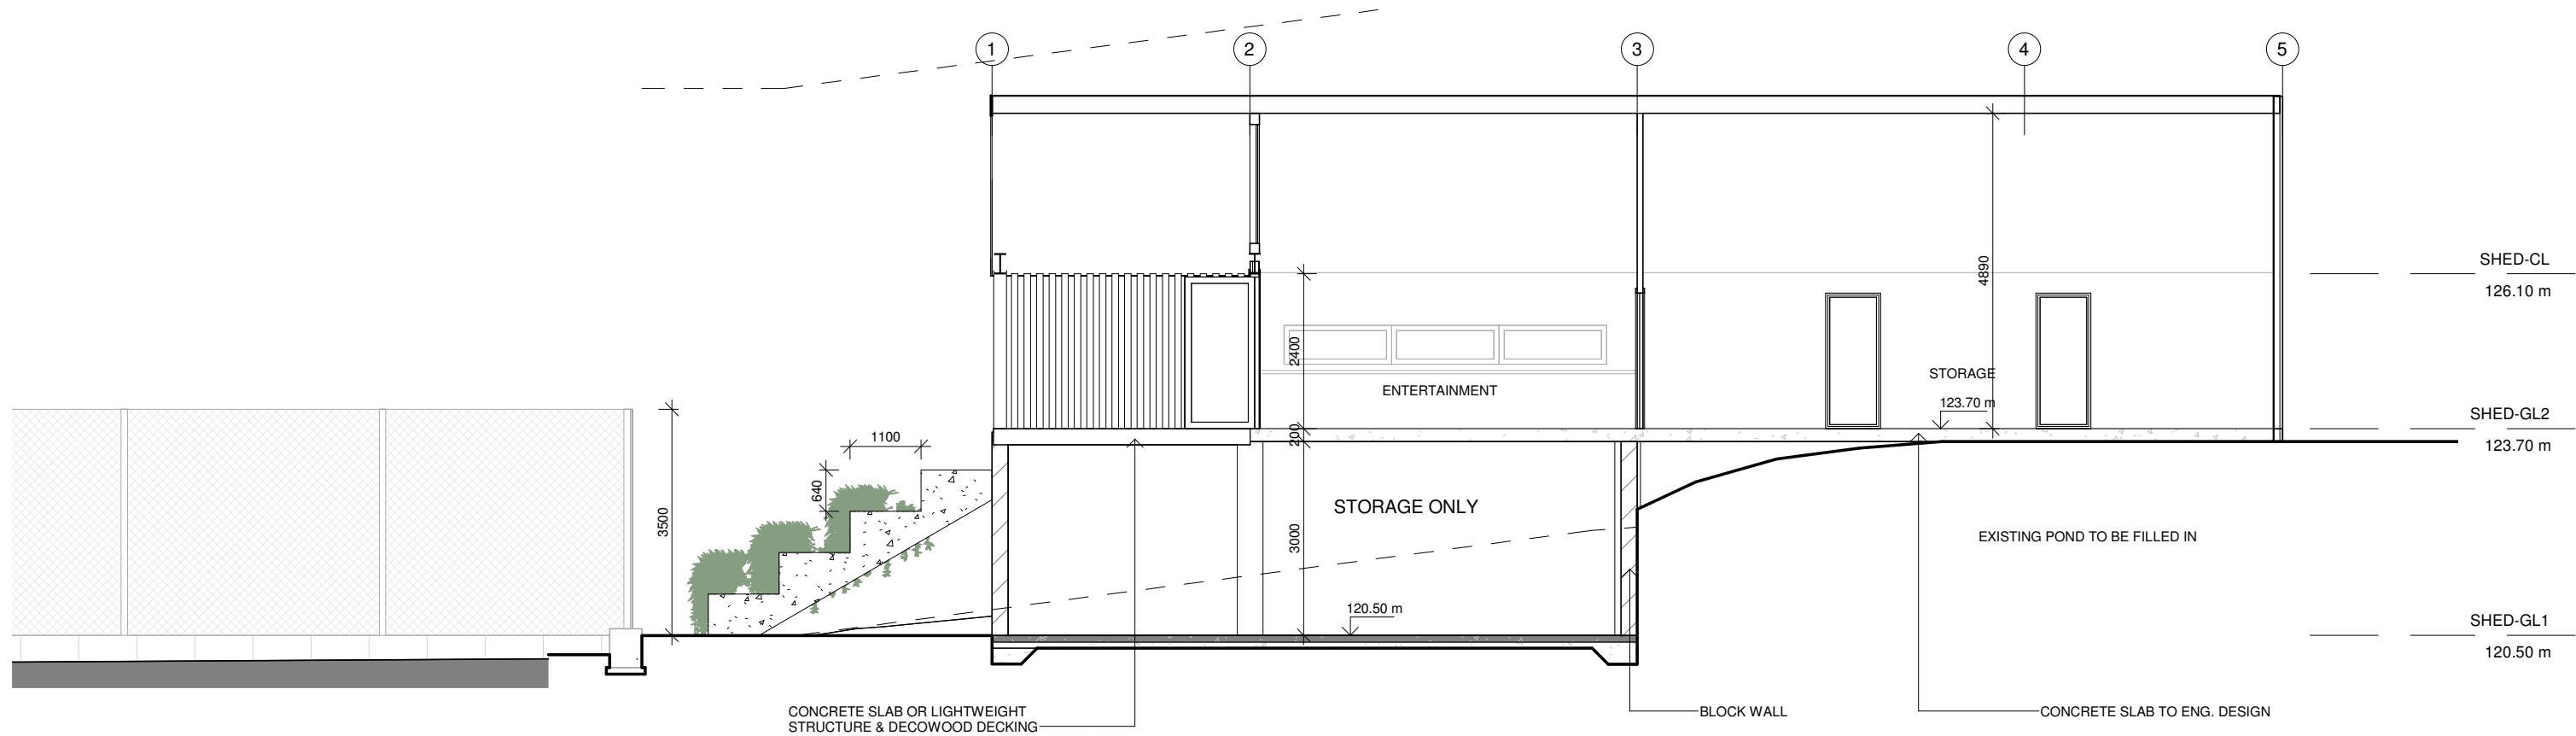 1
2
3
4
5
SHED-CL
126.10 m
4890
2400
STORAGE
ENTERTAINMENT
123.70 m
SHED-GL2
123.70 m
1100
200
640
3500
STORAGE ONLY
3000
EXISTING POND TO BE FILLED IN
120.50 m
SHED-GL1
120.50 m
CONCRETE SLAB OR LIGHTWEIGHT
STRUCTURE & DECOWOOD DECKING
BLOCK WALL
CONCRETE SLAB TO ENG. DESIGN